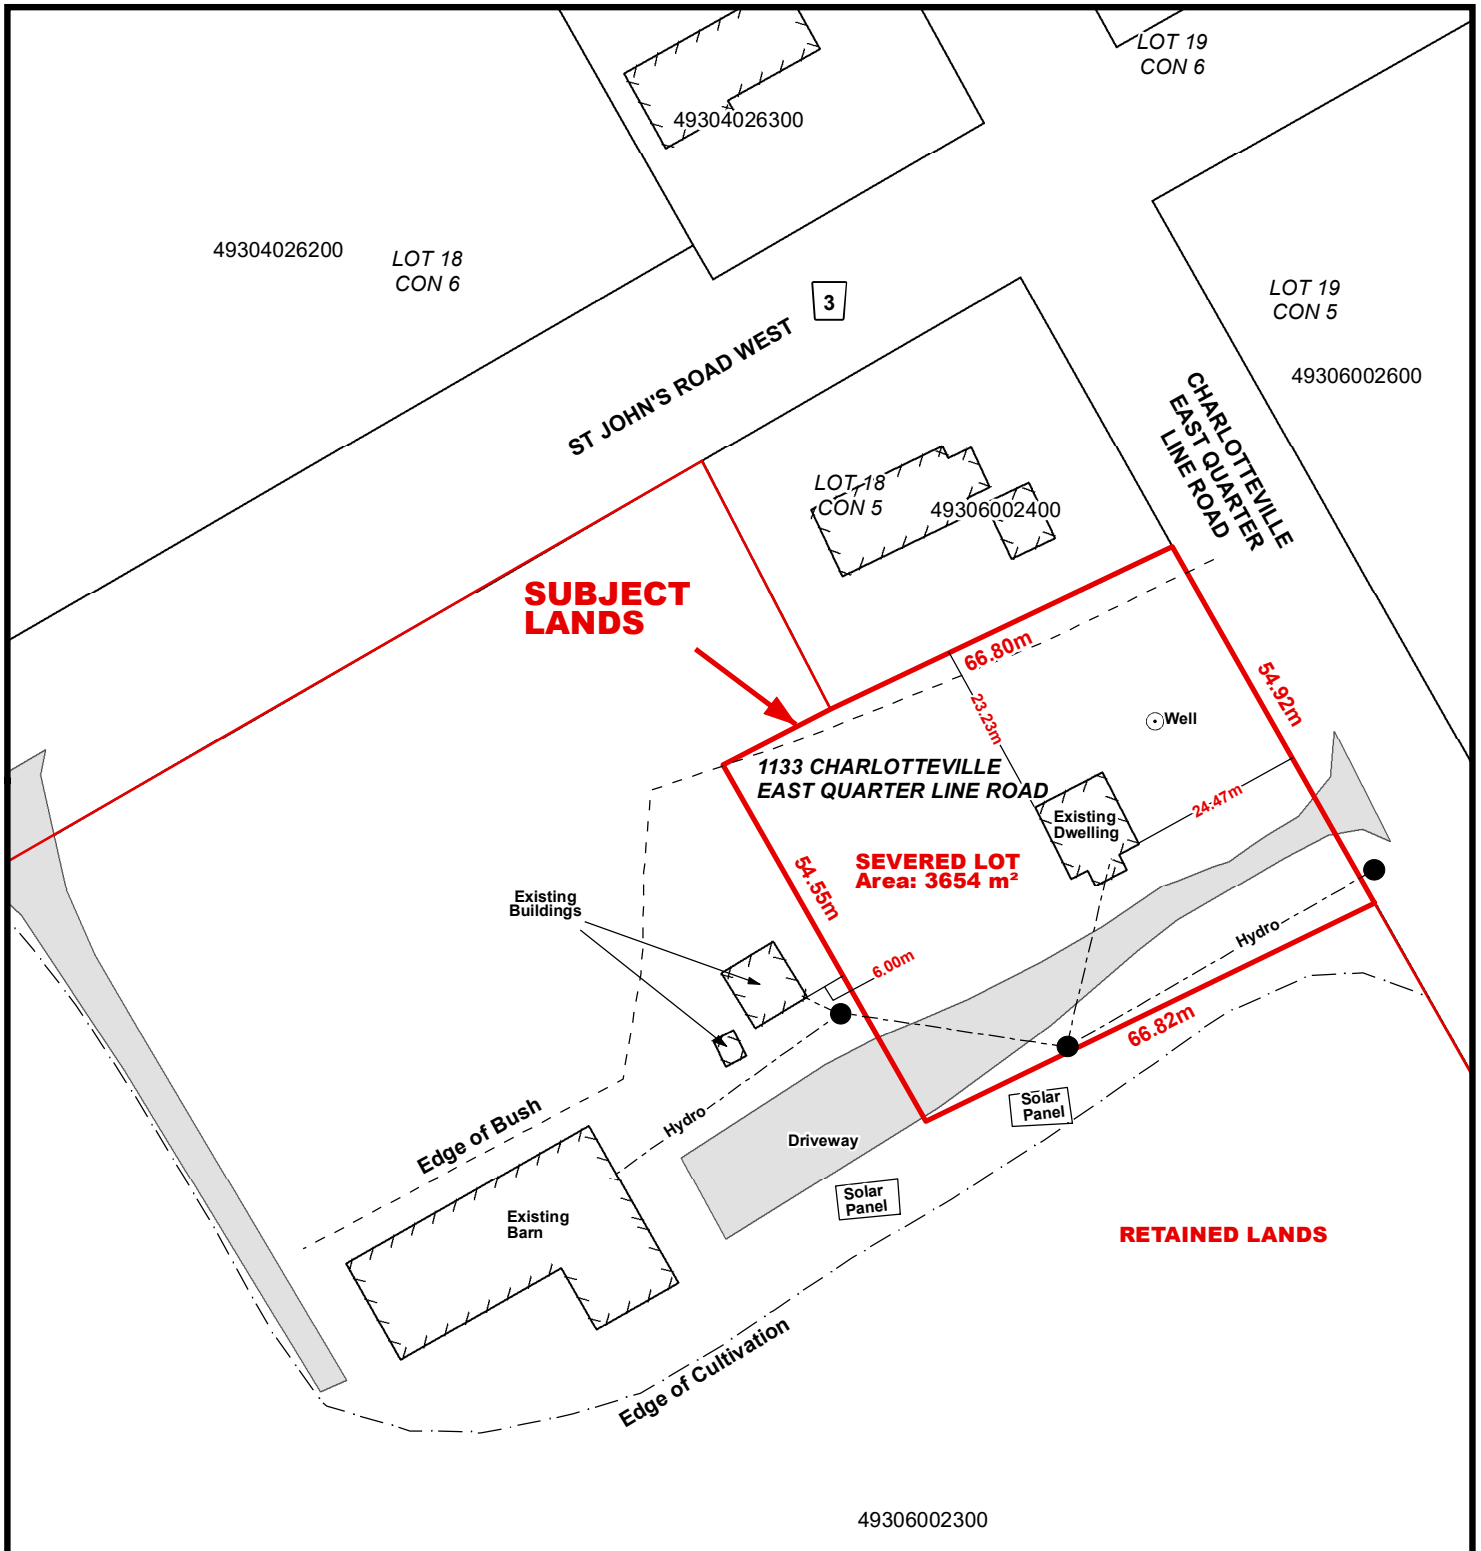 LOT 19
CON 6
49304026300
49304026200
LOT 18
CON 6
3
LOT 19
CON 5
ST JOHN'S ROAD WEST
49306002600
CHARLOTTEVILLE
EAST QUARTER
LINE ROAD
LOT 18
CON 5
49306002400
SUBJECT
LANDS
66.80m
54.92m
23.23m
Well
1133 CHARLOTTEVILLE
EAST QUARTER LINE ROAD
24.47m
Existing
Dwelling
SEVERED LOT
Area: 3654 m²
54.55m
Existing
Buildings
6.00m
Hydro
66.82m
Solar
Panel
Edge of Bush
Hydro
Driveway
Solar
Panel
Existing
Barn
RETAINED LANDS
Edge of Cultivation
49306002300